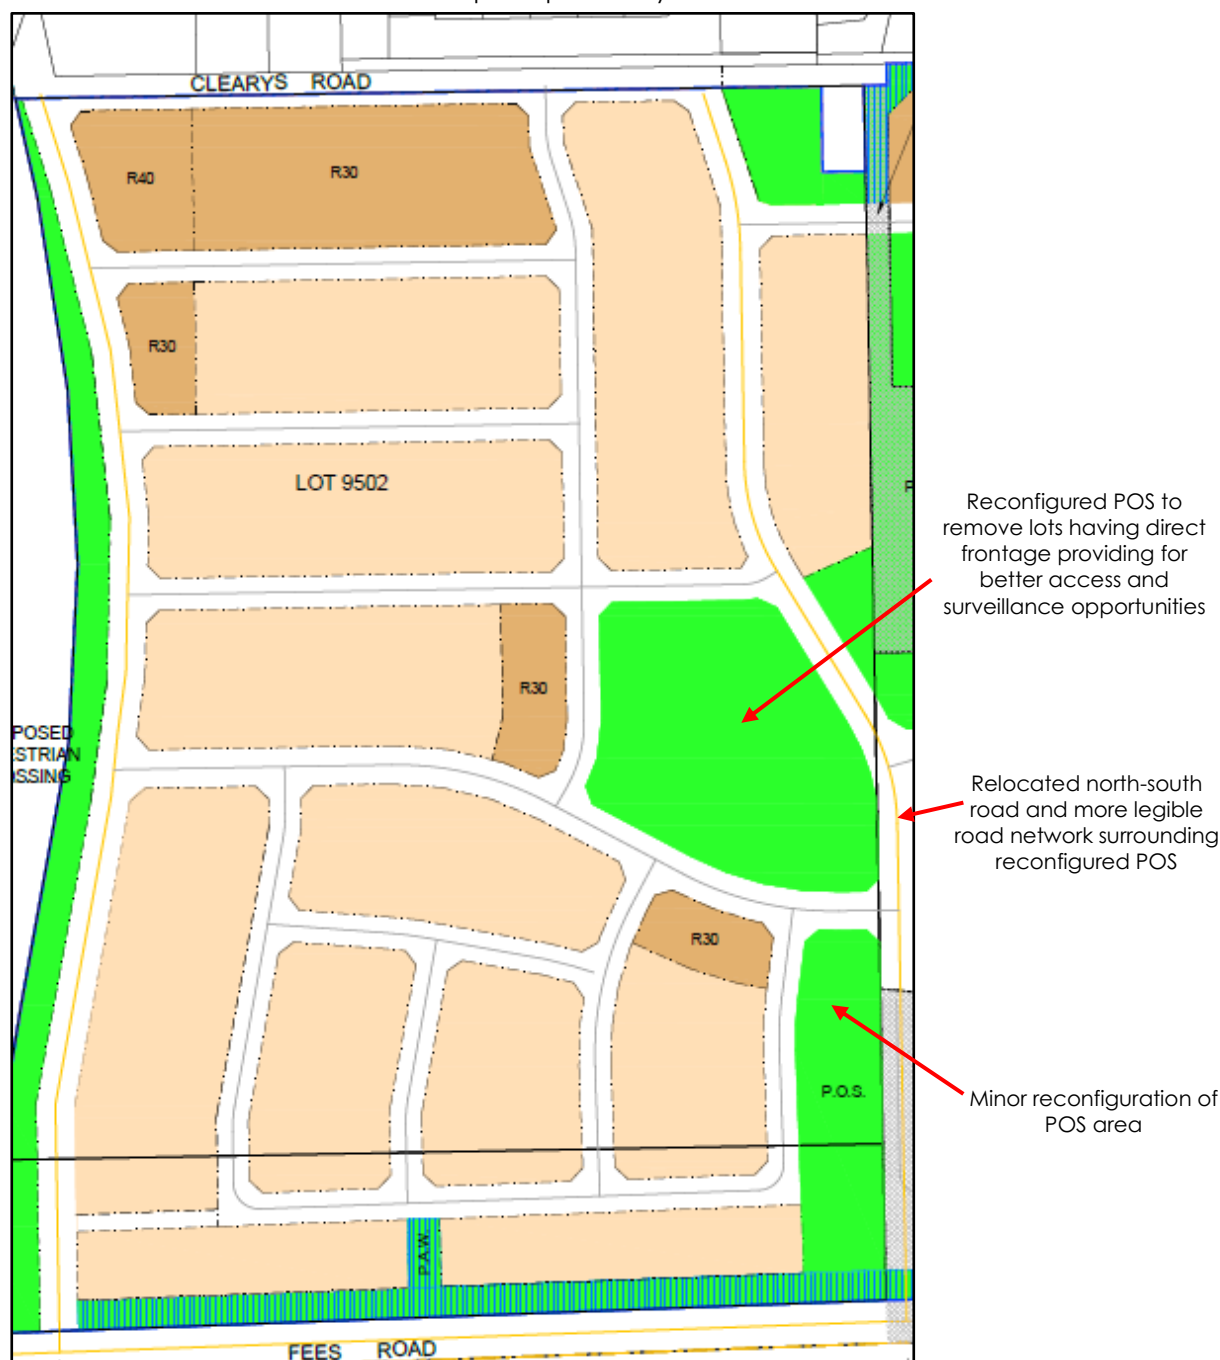 CLEARYS ROAD
R40
R30
R30
LOT 9502
P
Reconfigured POS to
remove lots having direct
frontage providing for
better access and
surveillance opportunities
R30
POSED
ESTRIAN
OSSING
Relocated north-south
road and more legible
road network surrounding
reconfigured POS
R30
P.O.S.
Minor reconfiguration of
POS area
P.A.W.
FEES ROAD